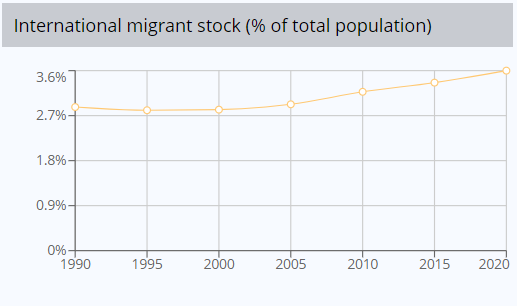 International migrant stock (% of total population)
3.6%
2.7%
1.8%
0.9%
0%
1990 1995 2000 2005 2010 2015 2020